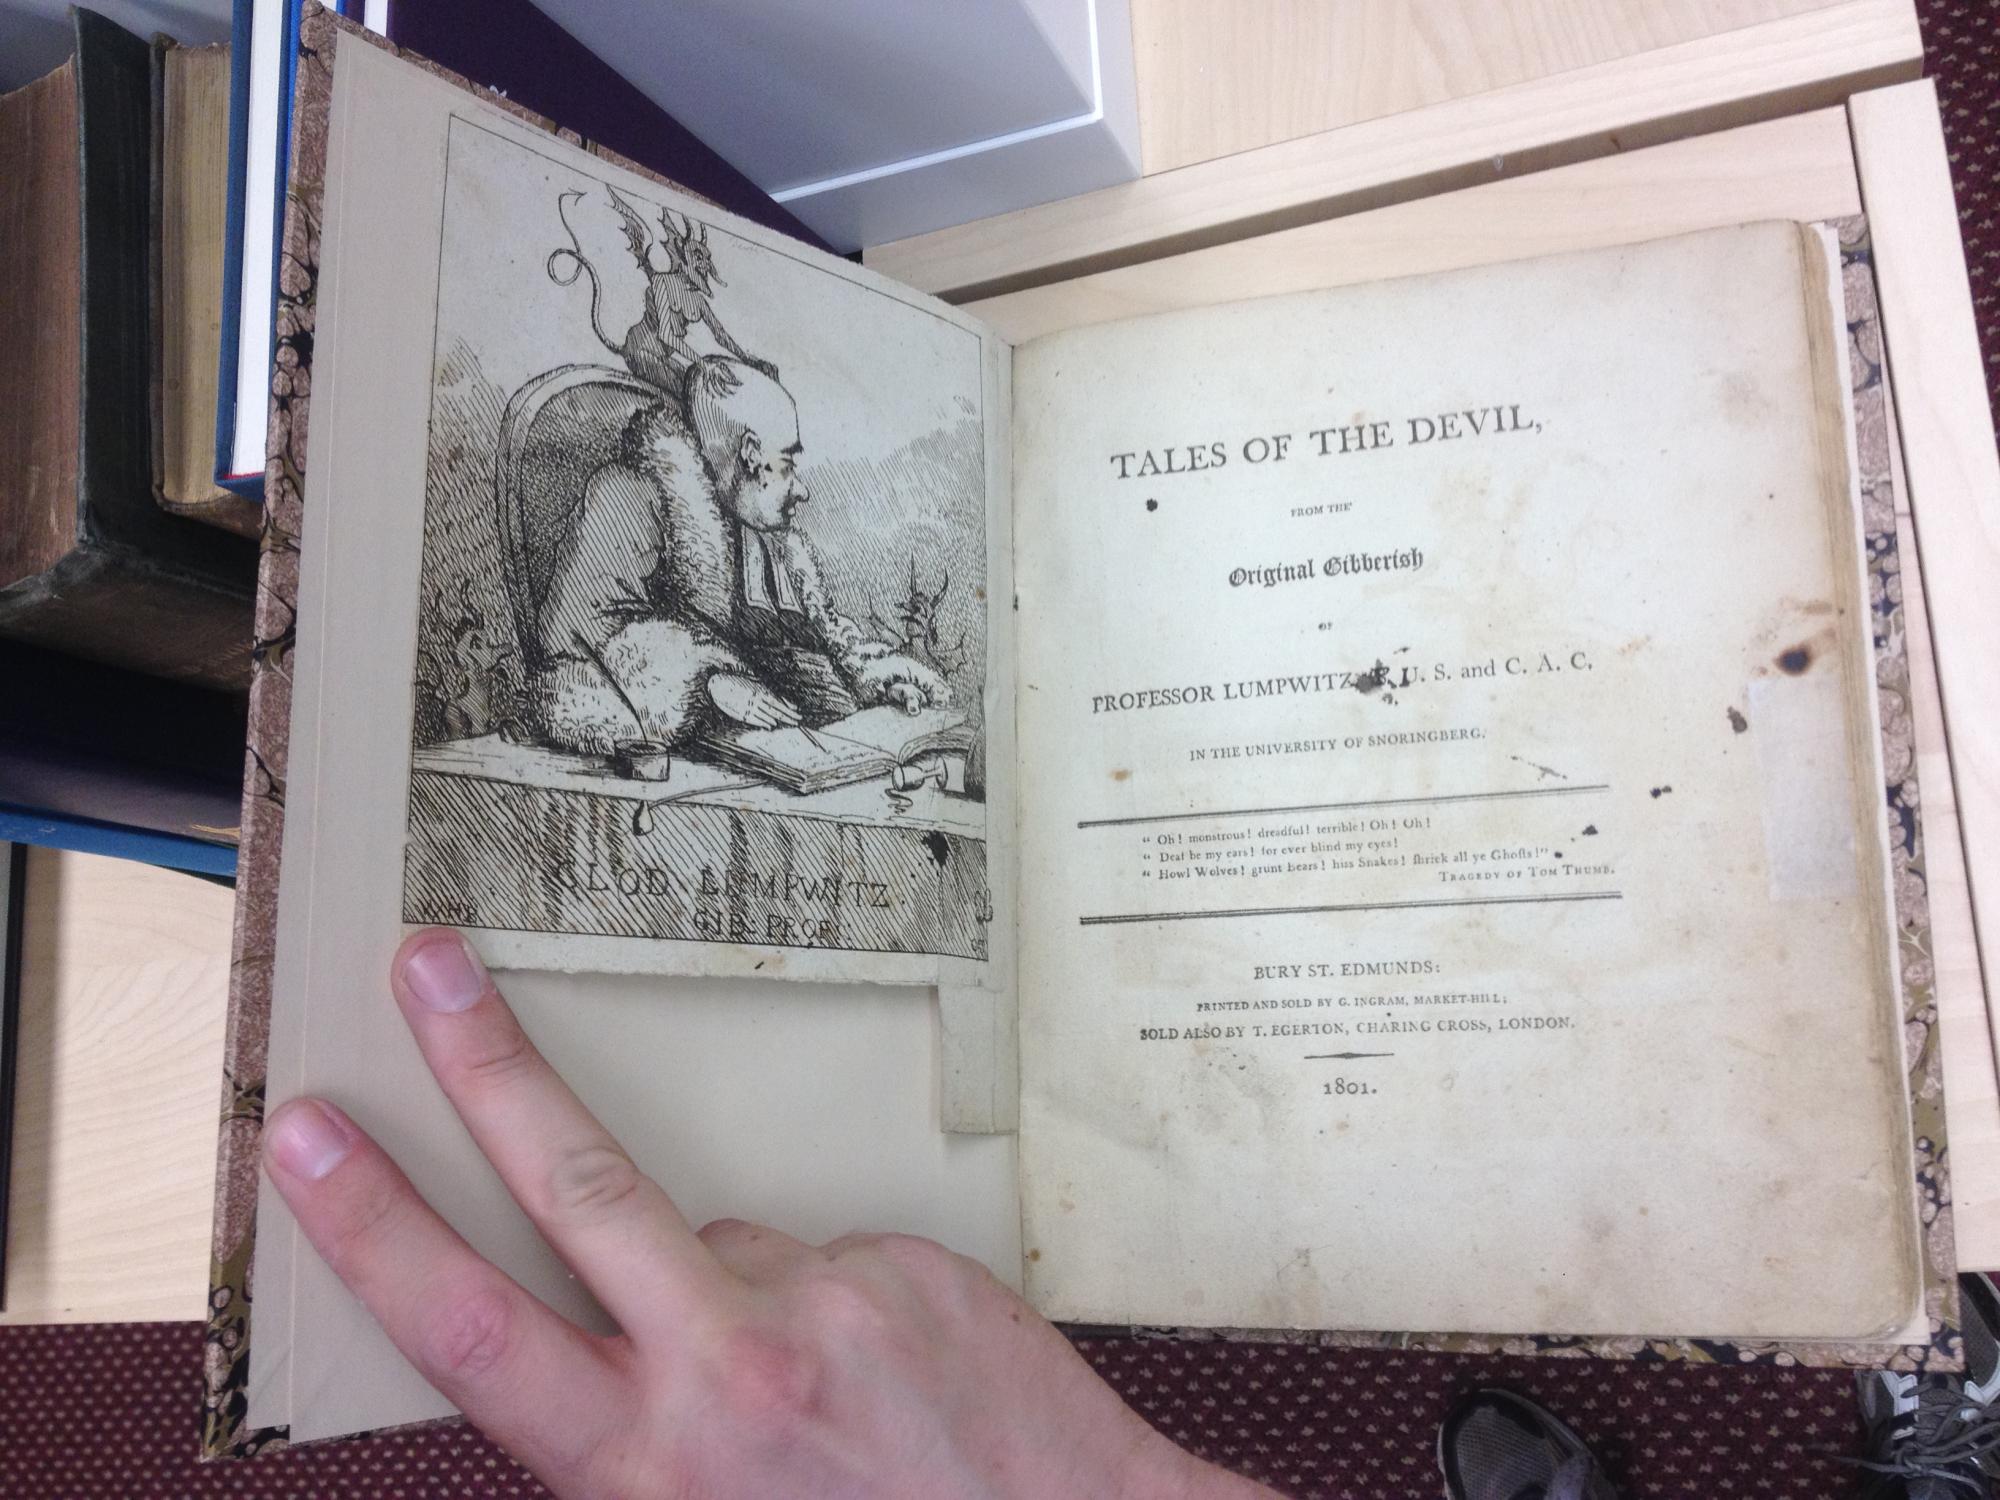 CLOD LUMPWITZ.
GIB: PROF:
TALES OF THE DEVIL,
FROM THE
Original Gibberish
OF
PROFESSOR LUMPWITZ U. S. and C. A. C.
IN THE UNIVERSITY OF SNORINGBERG.
“ Oh! monstrous! dreadful! terrible! Oh! Oh!
“ Deaf be my ears! for ever blind my eyes!
“ Howl Wolves! grunt Bears! hiss Snakes! shriek all ye Ghosts!”
TRAGEDY OF TOM THUMB.
BURY ST. EDMUNDS:
PRINTED AND SOLD BY G. INGRAM, MARKET-HILL;
SOLD ALSO BY T. EGERTON, CHARING CROSS, LONDON.
1801.